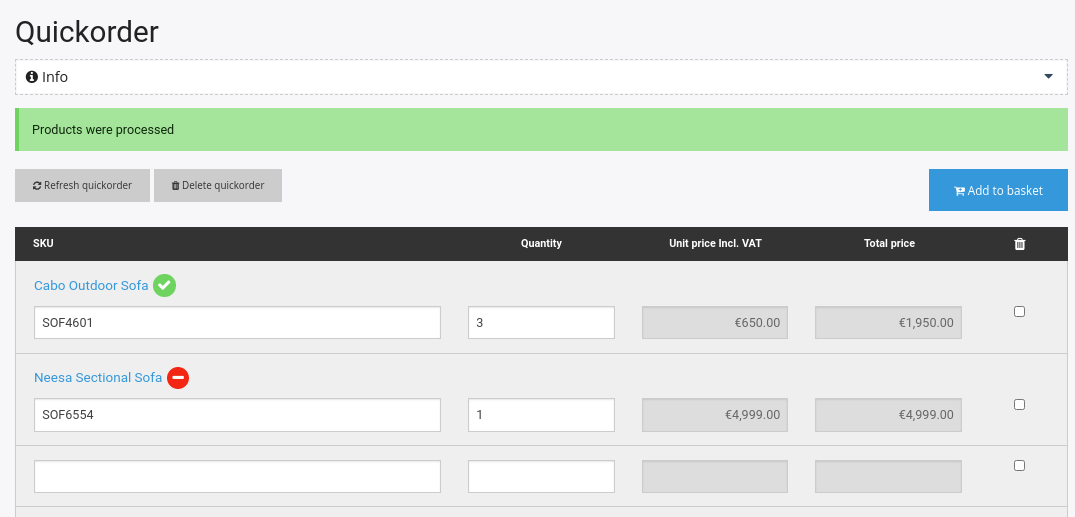 Quickorder
Info
Products were processed
Refresh quickorder Delete quickorder Add to basket
SKU Quantity Unit price Incl. VAT Total price
Cabo Outdoor Sofa
SOF4601 3 €650.00 €1,950.00
Neesa Sectional Sofa
SOF6554 1 €4,999.00 €4,999.00